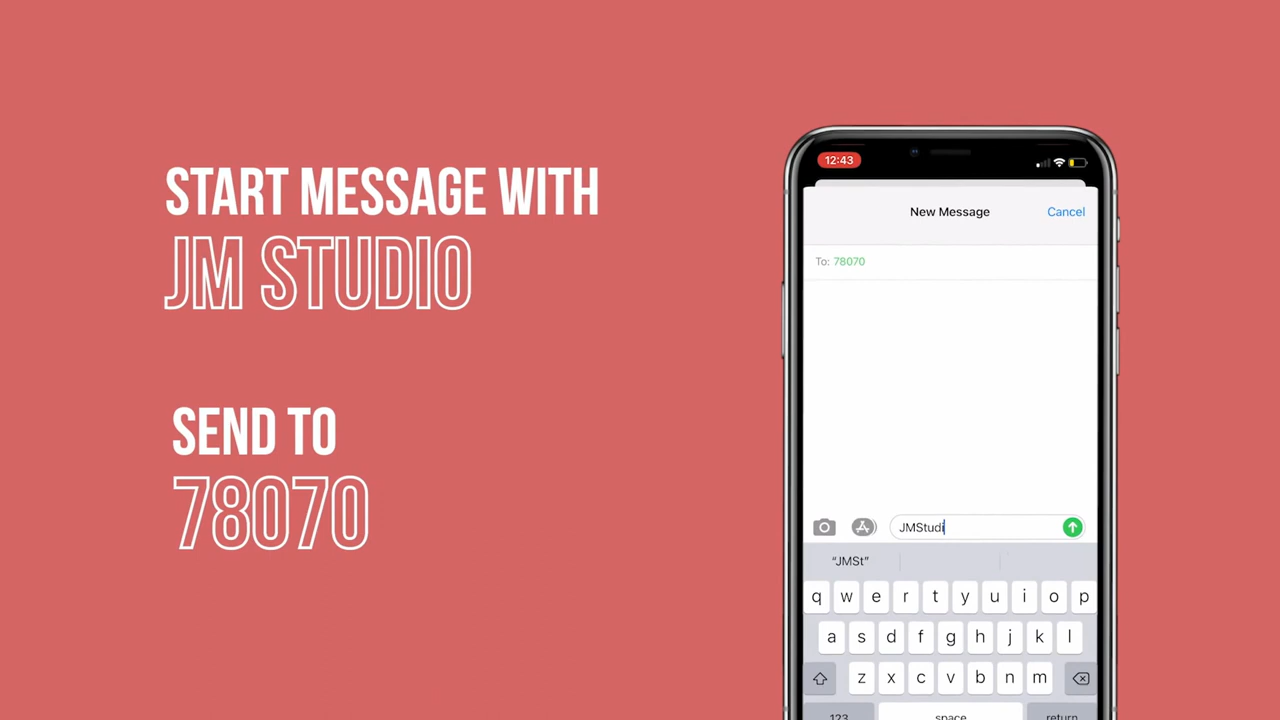 START MESSAGE WITH
JM STUDIO
SEND TO
78070
12:43
New Message
Cancel
To: 78070
JMStudi
“JMSt”
q w e r t y u i o p
a s d f g h j k l
z x c v b n m
123 space return